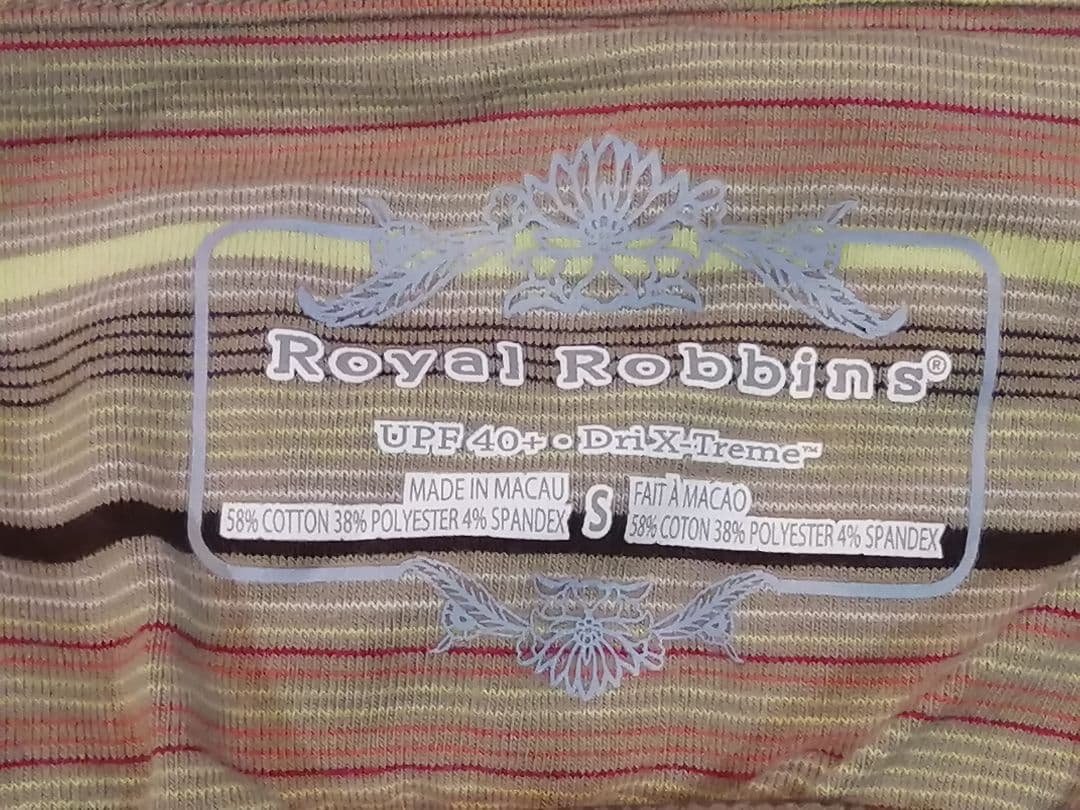 Royal Robbins®
UPF 40+ • Dri X-Treme™
MADE IN MACAU
58% COTTON 38% POLYESTER 4% SPANDEX
S
FAIT À MACAO
58% COTON 38% POLYESTER 4% SPANDEX